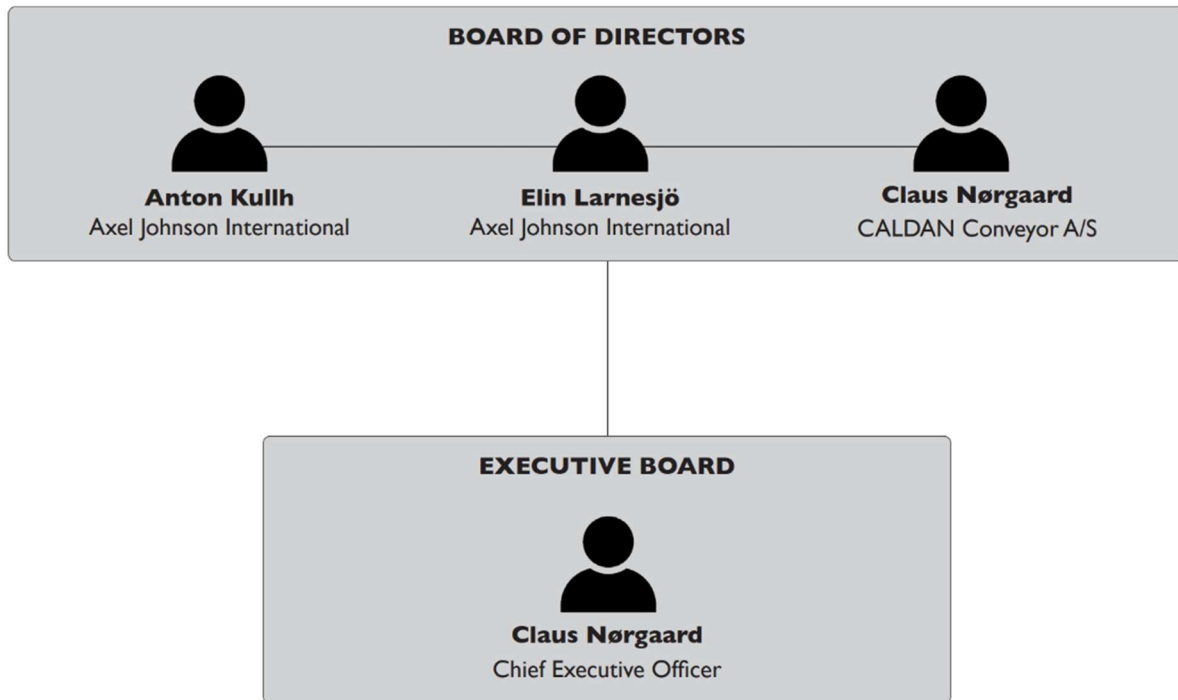 BOARD OF DIRECTORS
Anton Kullh
Axel Johnson International
Elin Larnesjö
Axel Johnson International
Claus Nørgaard
CALDAN Conveyor A/S
EXECUTIVE BOARD
Claus Nørgaard
Chief Executive Officer